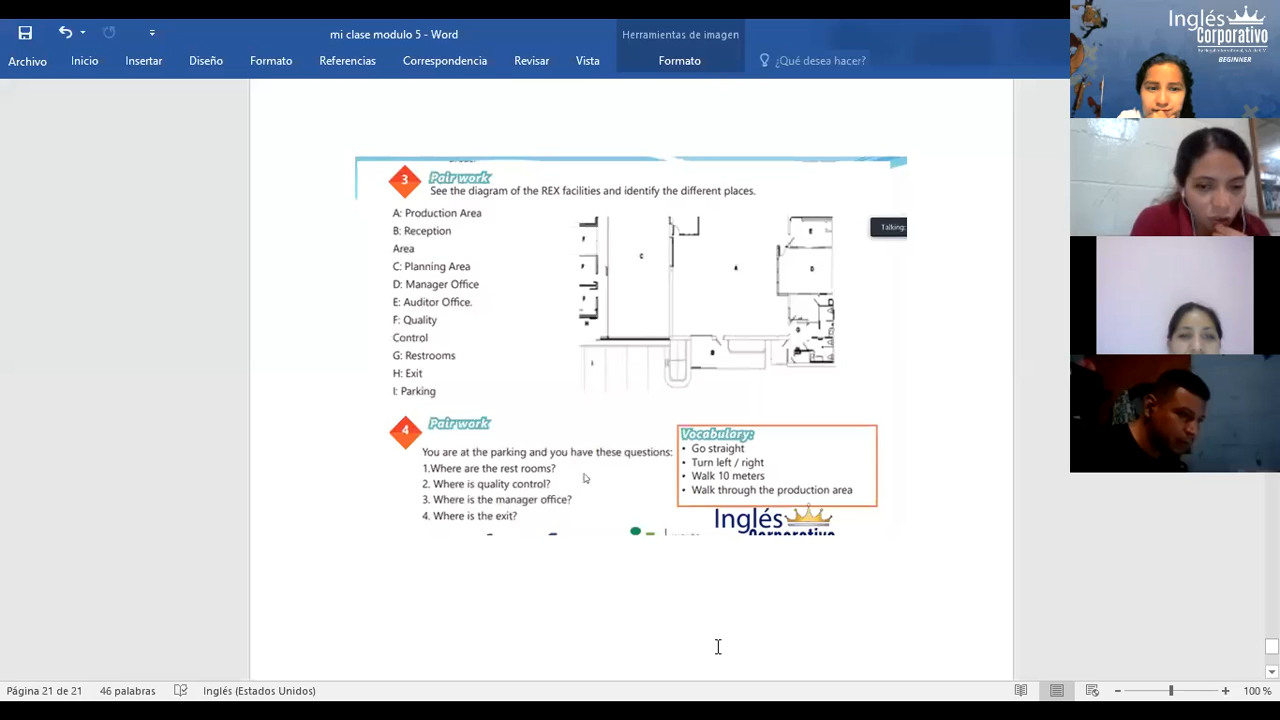 mi clase modulo 5 - Word
Herramientas de imagen
Archivo
Inicio
Insertar
Diseño
Formato
Referencias
Correspondencia
Revisar
Vista
Formato
¿Qué desea hacer?
Inglés
Corporativo
BEGINNER
3
Pair work
See the diagram of the REX facilities and identify the different places.
A: Production Area
B: Reception
Area
C: Planning Area
D: Manager Office
E: Auditor Office.
F: Quality
Control
G: Restrooms
H: Exit
I: Parking
Talking:
C
A
E
D
4
Pair work
You are at the parking and you have these questions:
1.Where are the rest rooms?
2. Where is quality control?
3. Where is the manager office?
4. Where is the exit?
Vocabulary:
• Go straight
• Turn left / right
• Walk 10 meters
• Walk through the production area
Inglés
Corporativo
Página 21 de 21
46 palabras
Inglés (Estados Unidos)
100 %